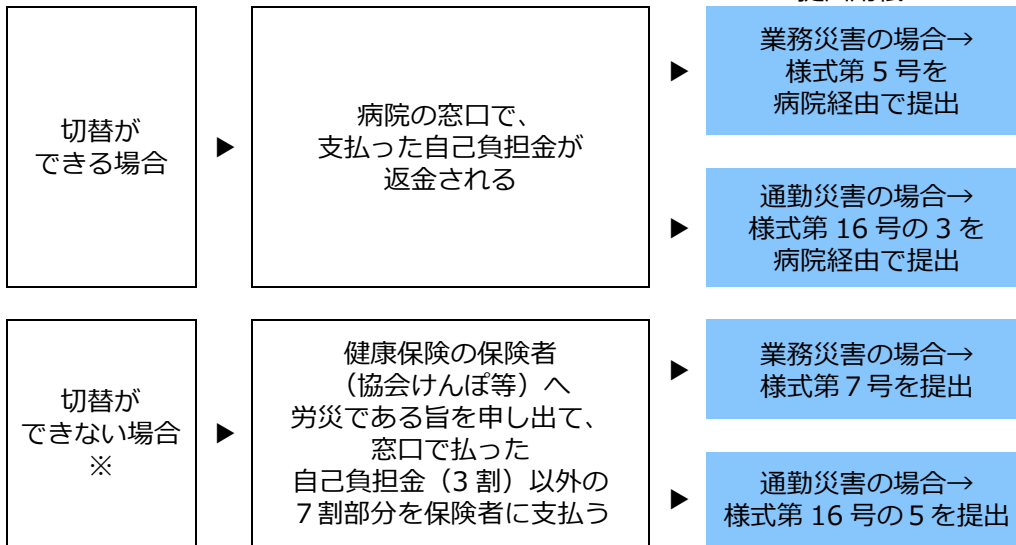 切替が
できる場合
▶
病院の窓口で、
支払った自己負担金が
返金される
▶
業務災害の場合→
様式第 5 号を
病院経由で提出
▶
通勤災害の場合→
様式第 16 号の 3 を
病院経由で提出
切替が
できない場合
※
▶
健康保険の保険者
（協会けんぽ等）へ
労災である旨を申し出て、
窓口で払った
自己負担金（3 割）以外の
７割部分を保険者に支払う
▶
業務災害の場合→
様式第７号を提出
▶
通勤災害の場合→
様式第 16 号の５を提出